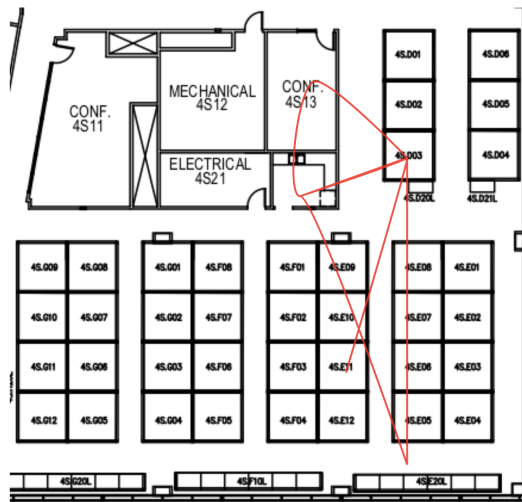 4S.D01 4S.D06
MECHANICAL
4S12
CONF.
4S13
4S.D02 4S.D05
CONF.
4S11
ELECTRICAL
4S21
4S.D03 4S.D04
4S.D20L 4S.D21L
4S.G09 4S.G08 4S.G01 4S.F08 4S.F01 4S.E09 4S.E08 4S.E01
4S.G10 4S.G07 4S.G02 4S.F07 4S.F02 4S.E10 4S.E07 4S.E02
4S.G11 4S.G06 4S.G03 4S.F06 4S.F03 4S.E11 4S.E06 4S.E03
4S.G12 4S.G05 4S.G04 4S.F05 4S.F04 4S.E12 4S.E05 4S.E04
4S.G20L 4S.F10L 4S.E20L